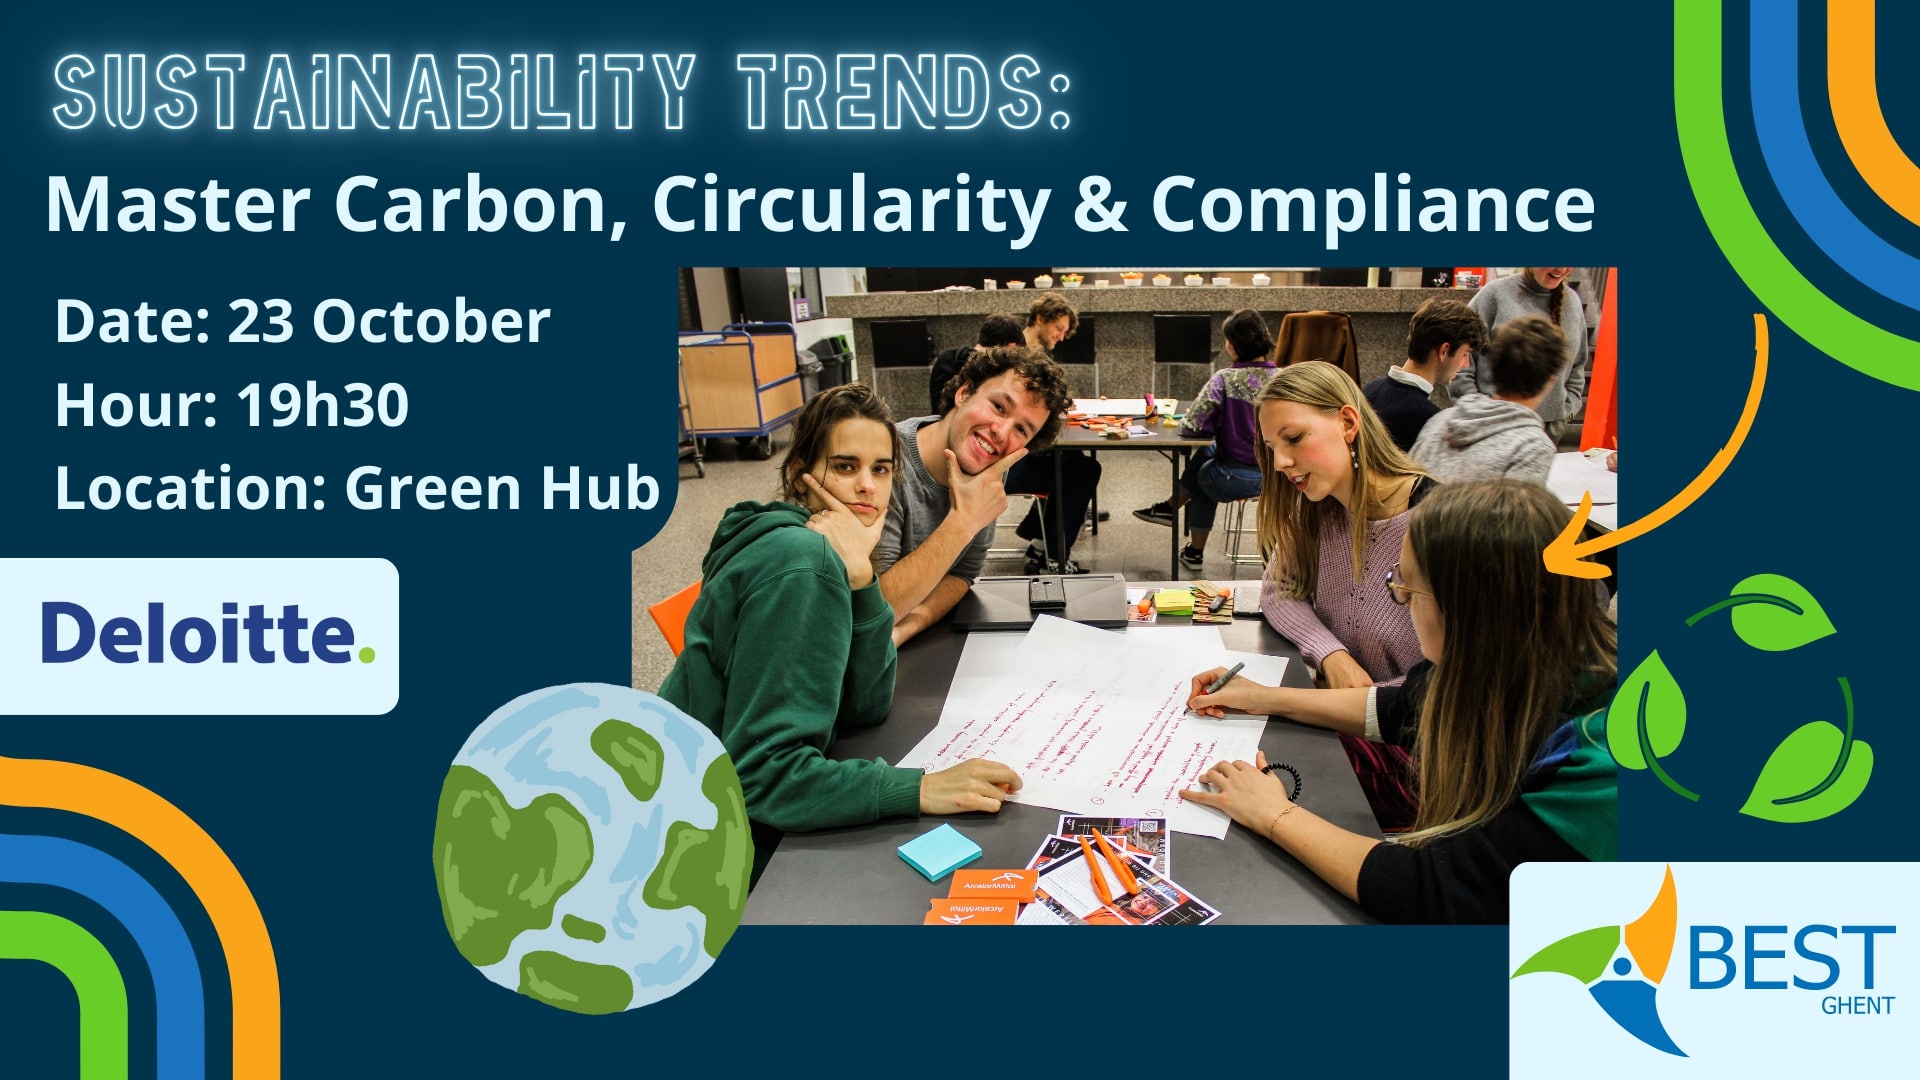 SUSTAINABILITY TRENDS:
Master Carbon, Circularity & Compliance
Date: 23 October
Hour: 19h30
Location: Green Hub
Deloitte.
ArcelorMittal
ArcelorMittal
BEST
GHENT